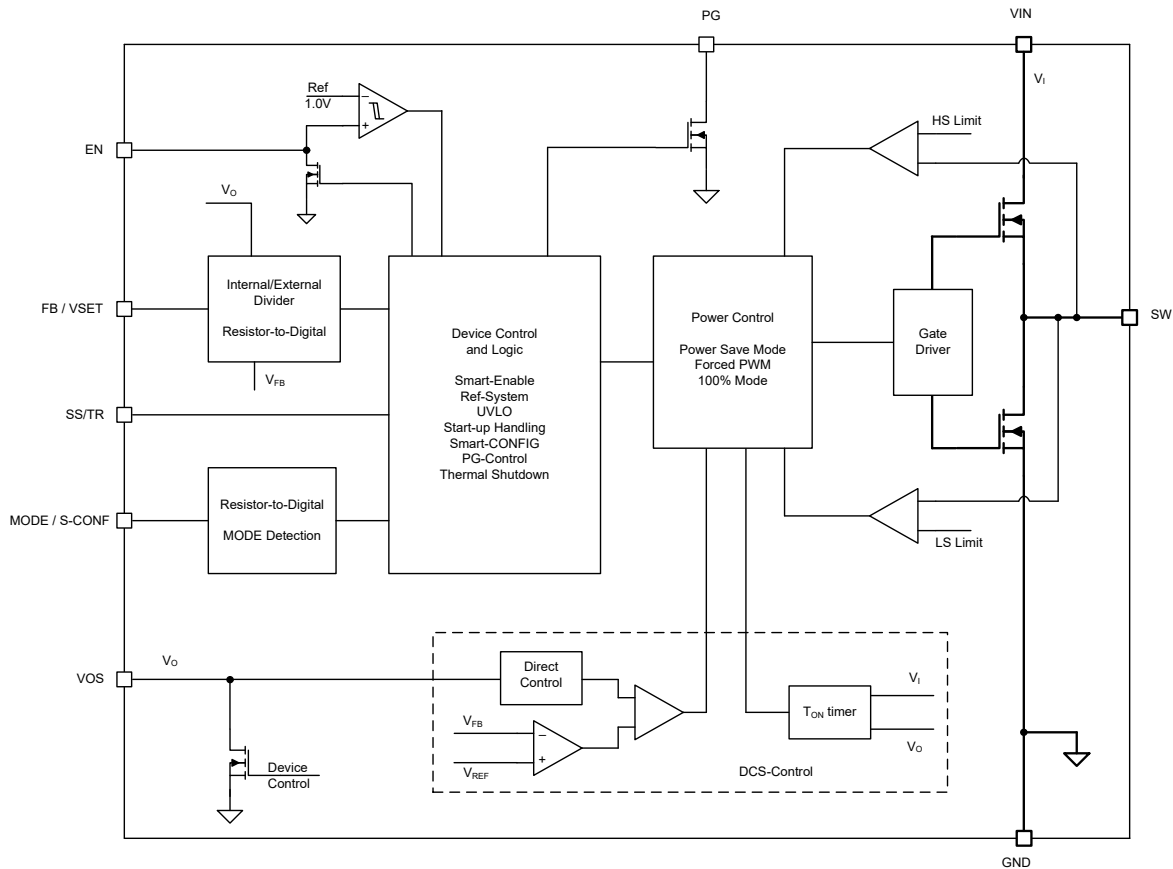 PG
VIN
VI
Ref
1.0V
−
+
EN
HS Limit
VO
Internal/External
Divider
Resistor-to-Digital
FB / VSET
VFB
Device Control
and Logic
Smart-Enable
Ref-System
UVLO
Start-up Handling
Smart-CONFIG
PG-Control
Thermal Shutdown
Power Control
Power Save Mode
Forced PWM
100% Mode
Gate
Driver
SW
SS/TR
MODE / S-CONF
Resistor-to-Digital
MODE Detection
LS Limit
VOS
VO
Direct
Control
VFB
−
VREF
+
TON timer
VI
VO
DCS-Control
Device
Control
GND